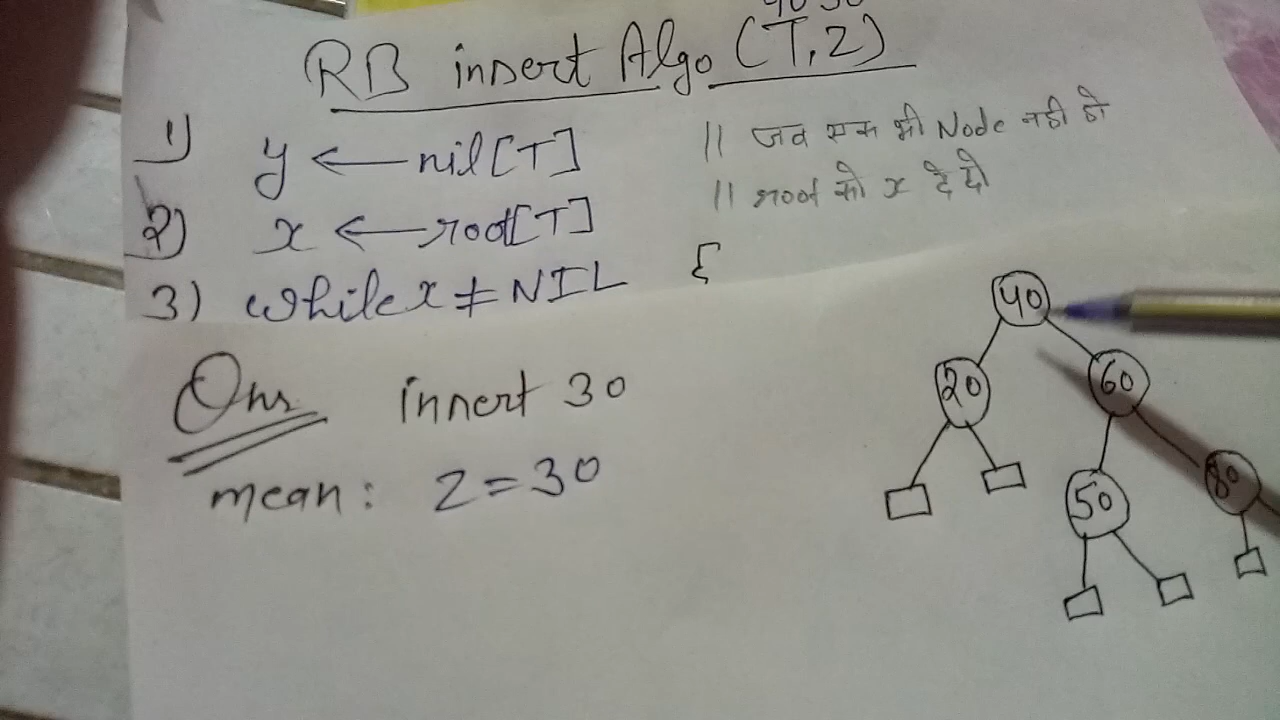 RB insert Algo (T,Z)
1) y ← nil[T] // जब एक भी Node नही हो
2) x ← root[T] // root को x दे दो
3) while x ≠ NIL {
Qns insert 30
mean: Z=30
40
20 60
50 80